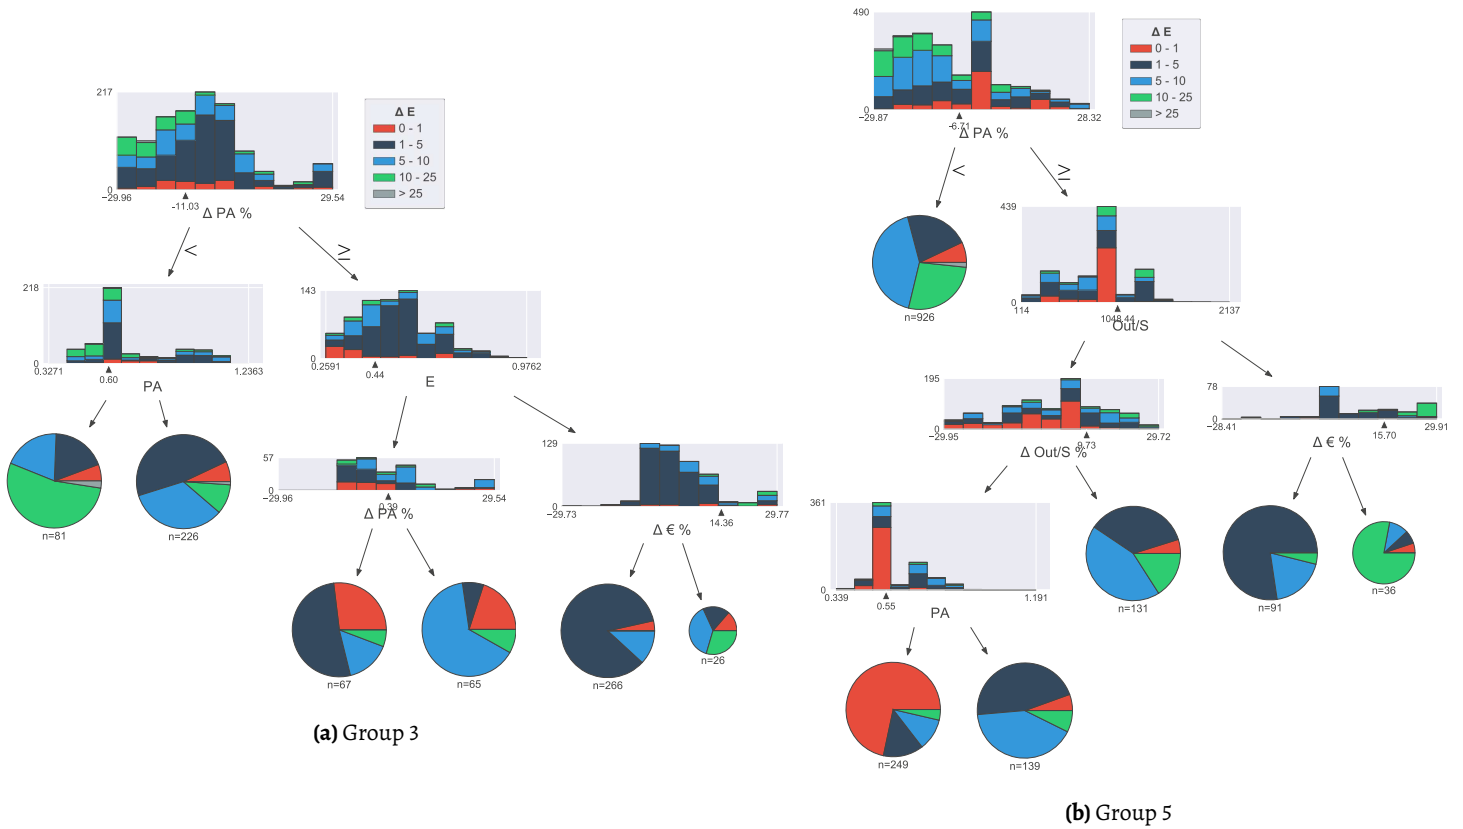 217
0
−29.96
29.54
-11.03
Δ PA %
Δ E
0 - 1
1 - 5
5 - 10
10 - 25
> 25
<
≥
218
0
0.3271
1.2363
0.60
PA
143
0
0.2591
0.9762
0.44
E
n=81
n=226
57
0
−29.96
29.54
0.39
Δ PA %
129
0
−29.73
29.77
14.36
Δ € %
n=67
n=65
n=266
n=26
(a) Group 3
490
0
−29.87
28.32
-6.71
Δ PA %
Δ E
0 - 1
1 - 5
5 - 10
10 - 25
> 25
<
≥
n=926
439
0
114
2137
1048.44
Out/S
195
0
−29.95
29.72
9.73
Δ Out/S %
78
0
−28.41
29.91
15.70
Δ € %
361
0
0.339
1.191
0.55
PA
n=131
n=91
n=36
n=249
n=139
(b) Group 5